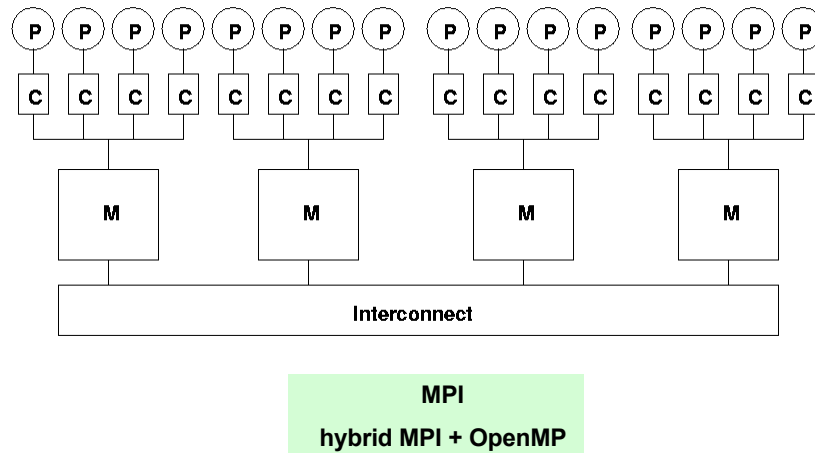 P P P P P P P P P P P P P P P P
C C C C C C C C C C C C C C C C
M M M M
Interconnect
MPI
hybrid MPI + OpenMP